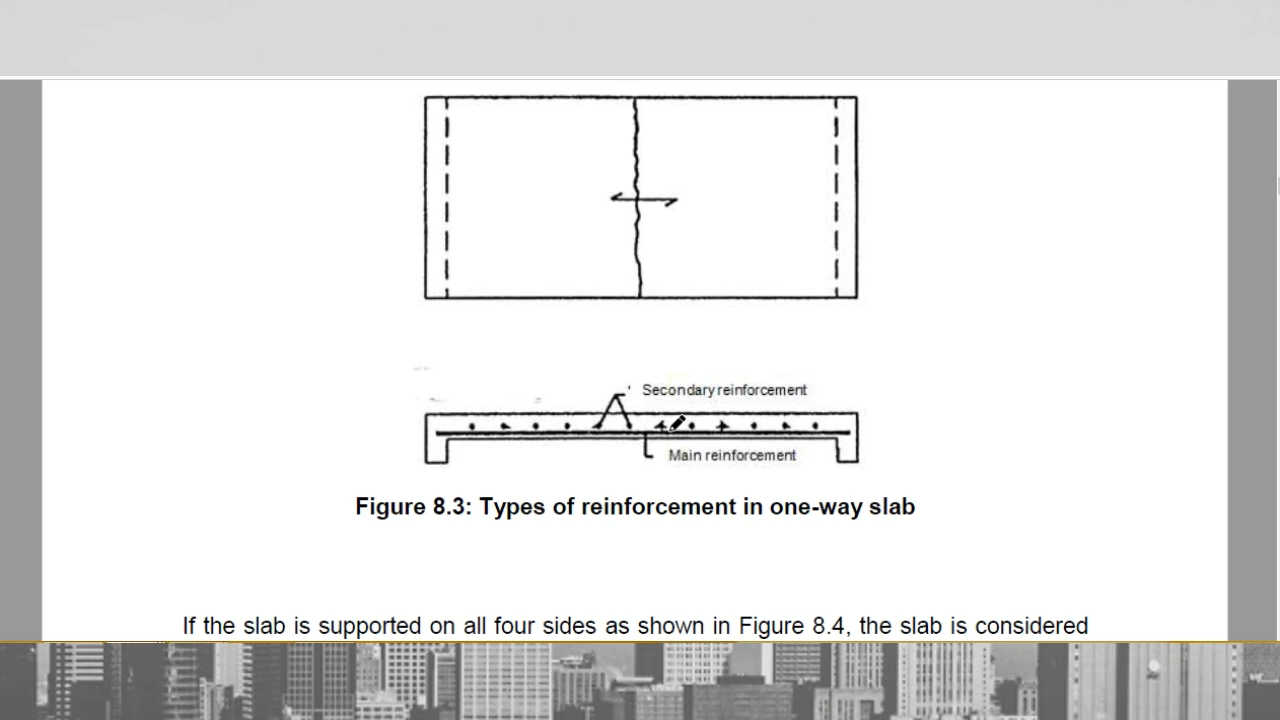 Secondary reinforcement
Main reinforcement
Figure 8.3: Types of reinforcement in one-way slab
If the slab is supported on all four sides as shown in Figure 8.4, the slab is considered